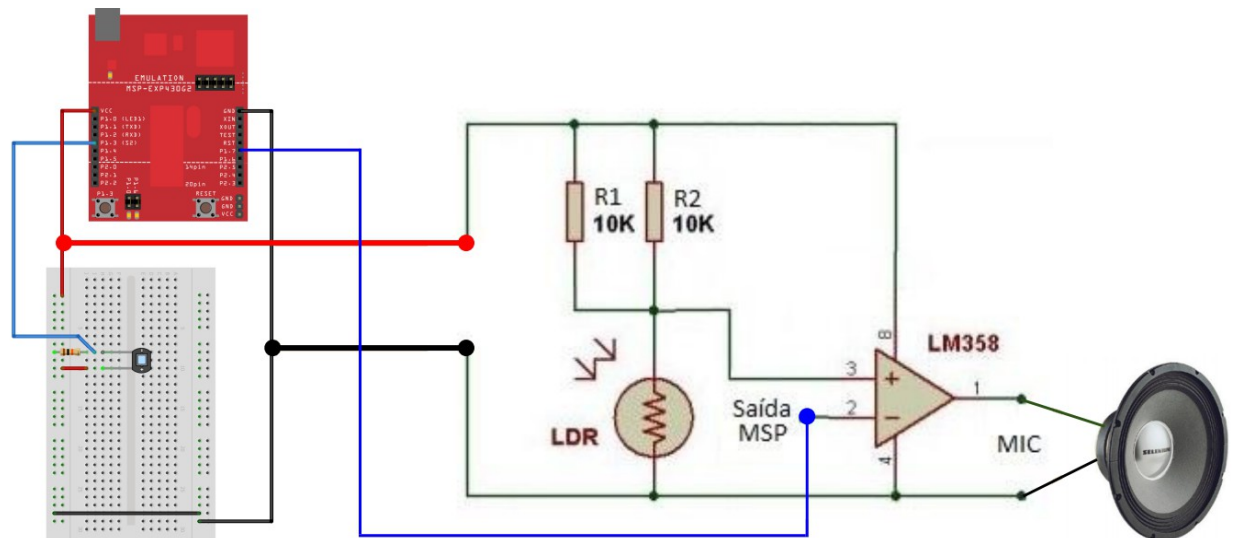 EMULATION
MSP-EXP430G2
VCC
P1.0 (LED1)
P1.1 (TXD)
P1.2 (RXD)
P1.3 (S2)
P1.4
P1.5
P2.0
P2.1
P2.2
GND
XIN
XOUT
TEST
RST
P1.7
P1.6
P2.5
P2.4
P2.3
14pin
20pin
P1.3
RESET
GND
GND
VCC
R1
10K
R2
10K
LDR
Saída
MSP
3
2
8
4
1
LM358
MIC
SELENIUM